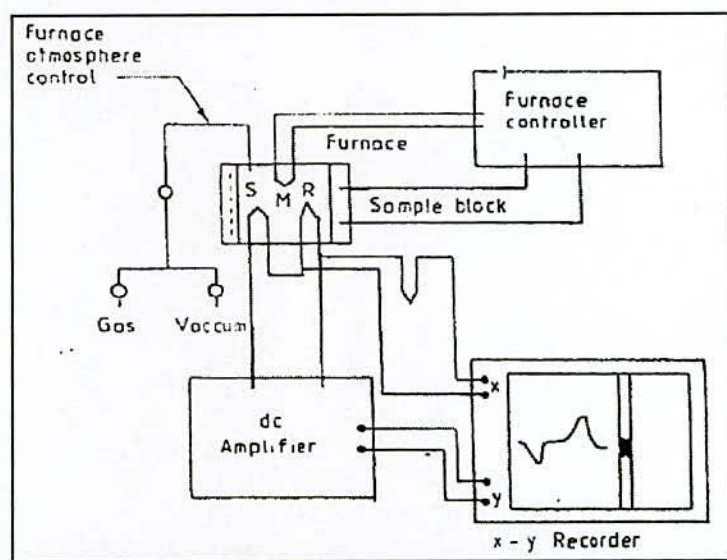 Furnace
atmosphere
control
Furnace
controller
Furnace
S
M
R
Sample block
Gas
Vaccum
dc
Amplifier
x
y
x - y Recorder